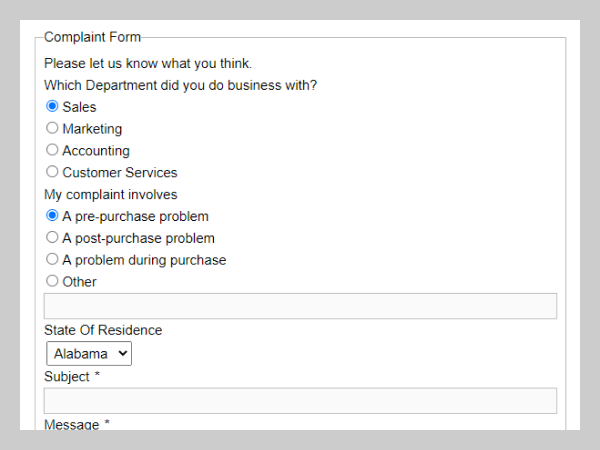 Complaint Form
Please let us know what you think.
Which Department did you do business with?
Sales
Marketing
Accounting
Customer Services
My complaint involves
A pre-purchase problem
A post-purchase problem
A problem during purchase
Other
State Of Residence
Alabama
Subject *
Message *